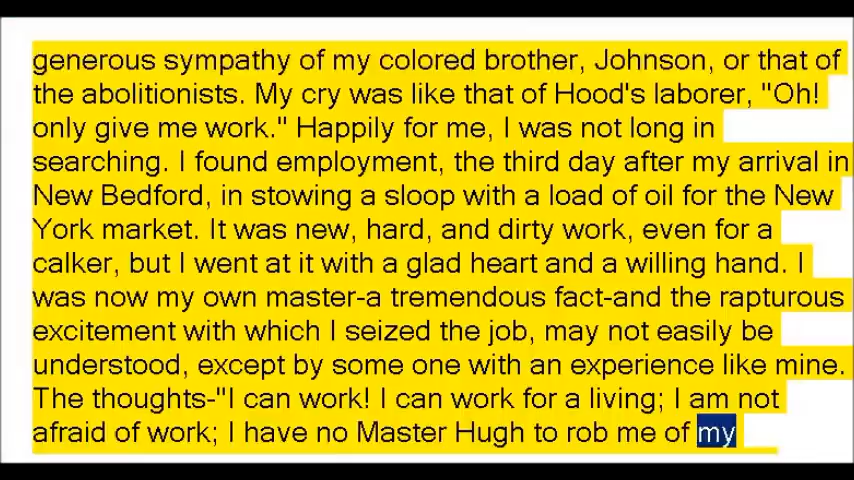 generous sympathy of my colored brother, Johnson, or that of
the abolitionists. My cry was like that of Hood's laborer, "Oh!
only give me work." Happily for me, I was not long in
searching. I found employment, the third day after my arrival in
New Bedford, in stowing a sloop with a load of oil for the New
York market. It was new, hard, and dirty work, even for a
calker, but I went at it with a glad heart and a willing hand. I
was now my own master-a tremendous fact-and the rapturous
excitement with which I seized the job, may not easily be
understood, except by some one with an experience like mine.
The thoughts-"I can work! I can work for a living; I am not
afraid of work; I have no Master Hugh to rob me of my